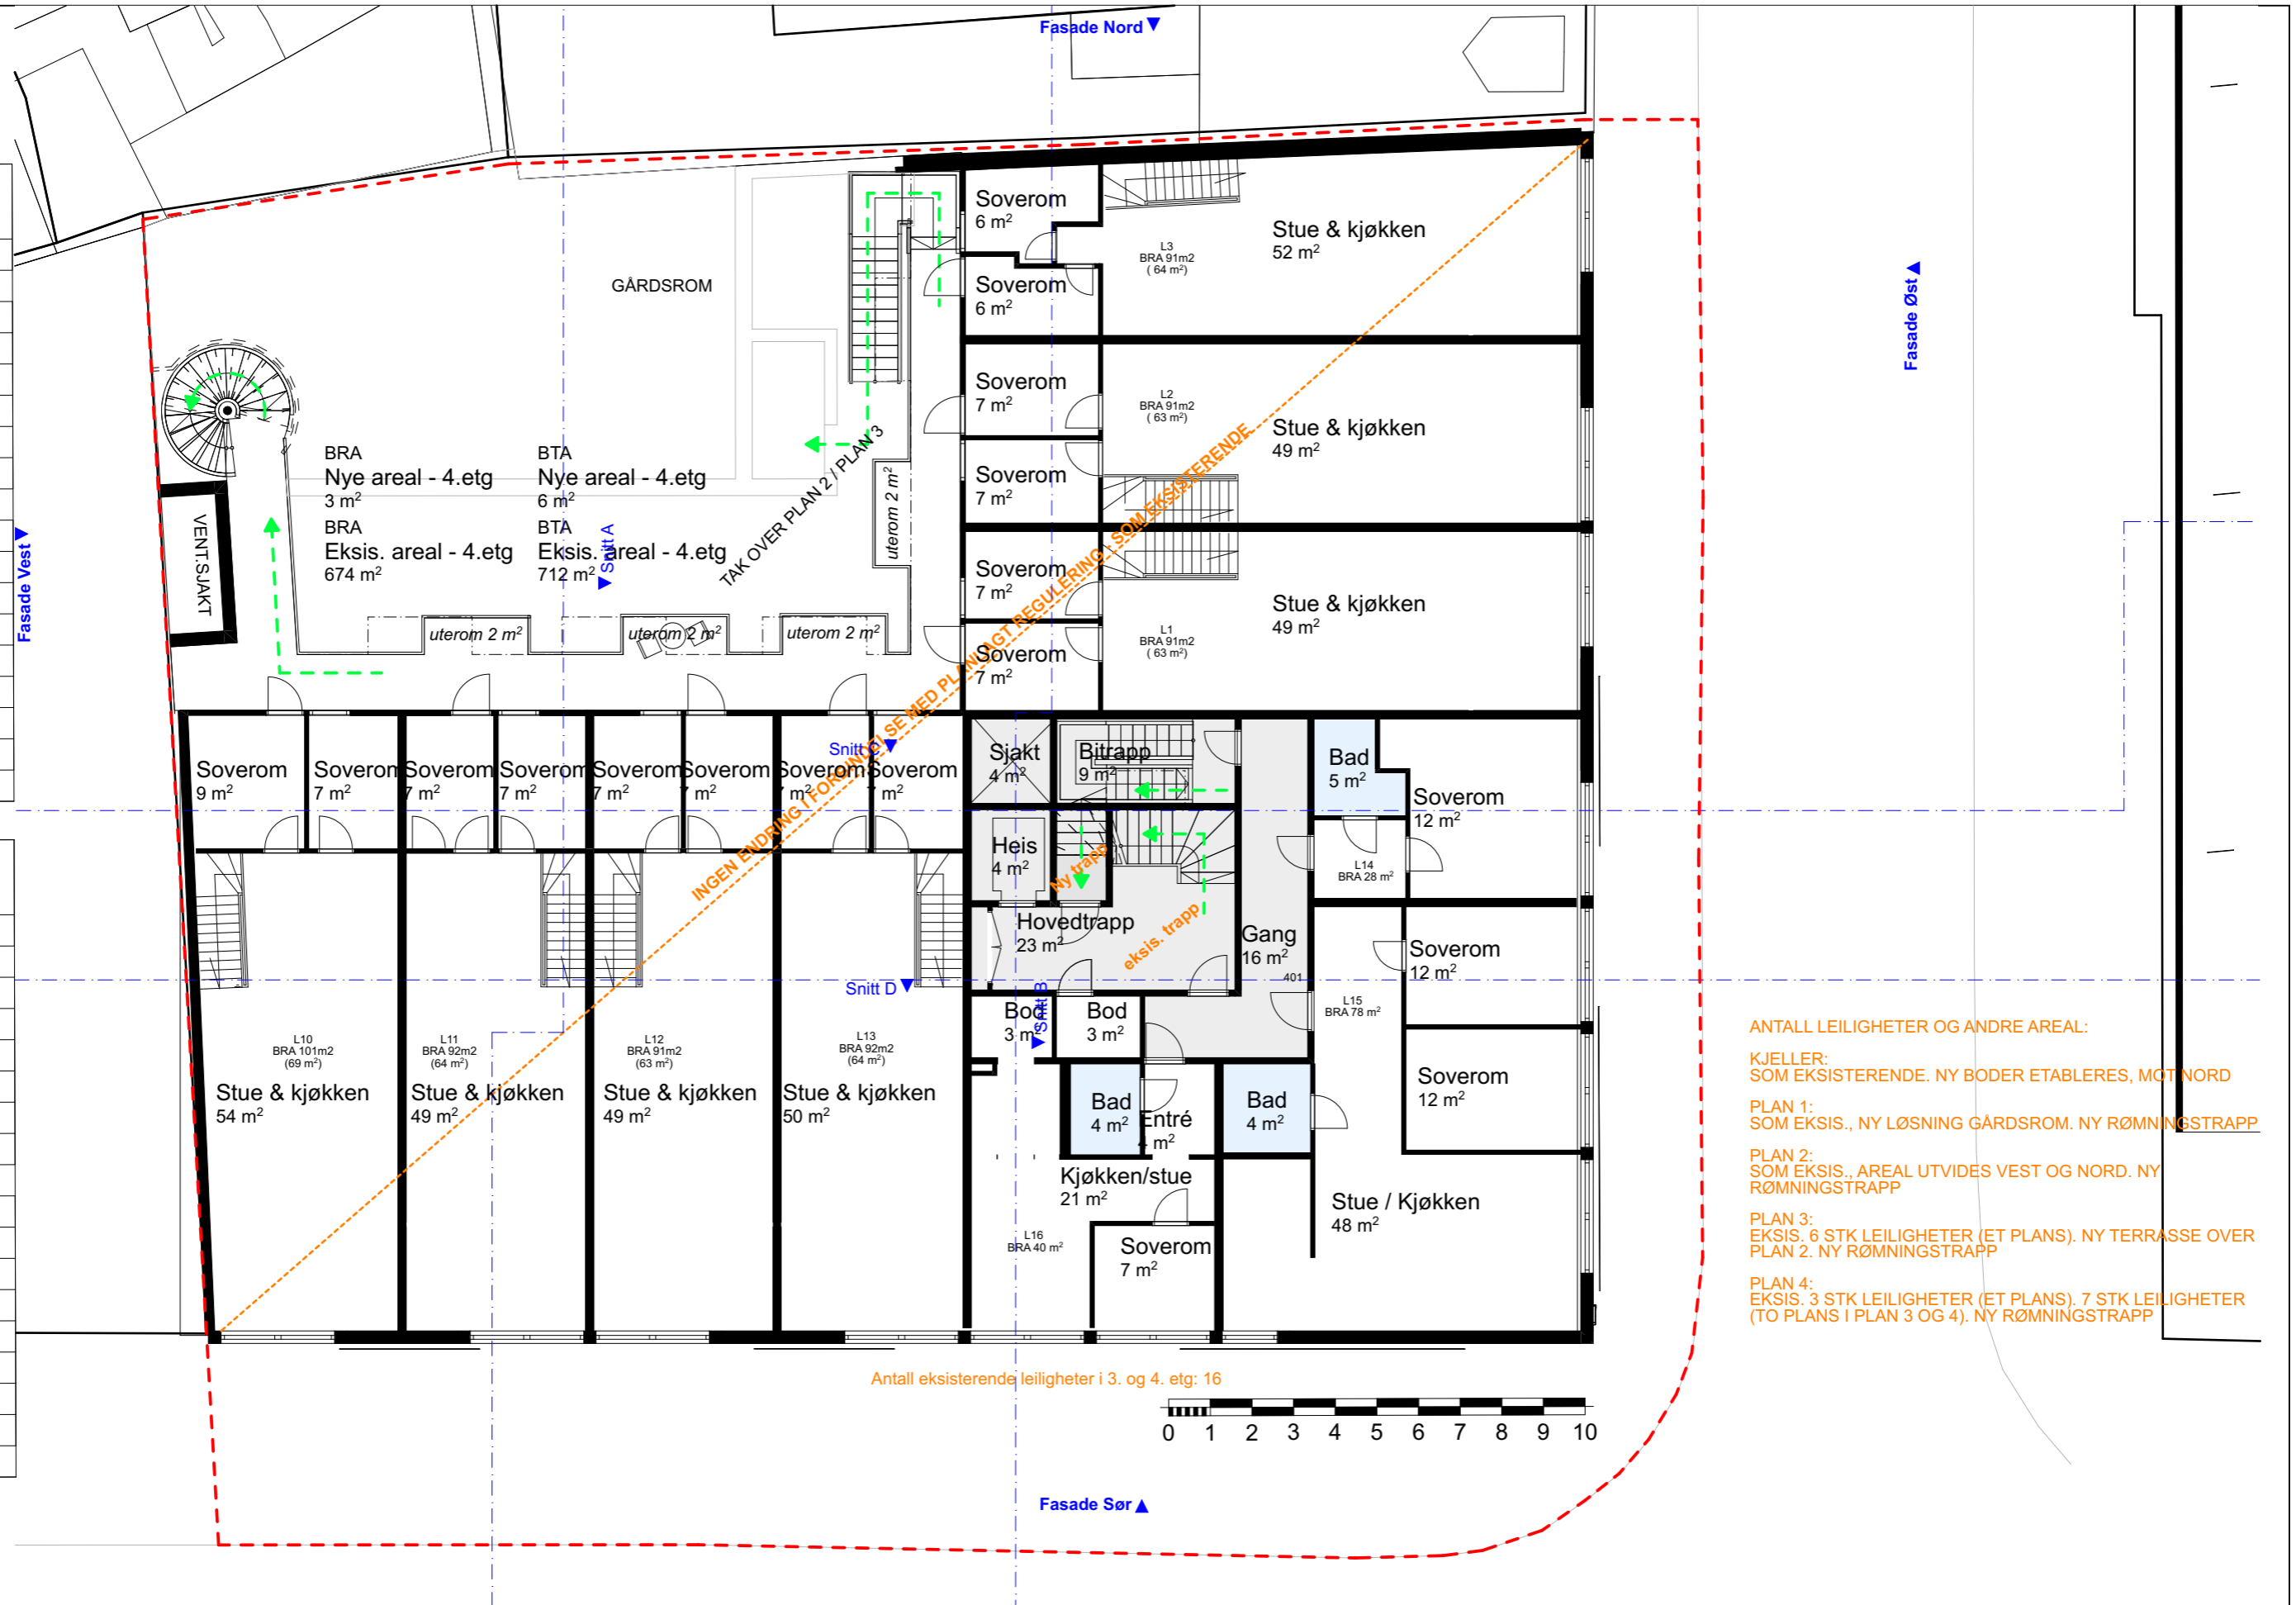 Fasade Nord
Fasade Øst
Fasade Vest
Fasade Sør
GÅRDSROM
Soverom
6 m²
Soverom
6 m²
L3
BRA 91m2
( 64 m²)
Stue & kjøkken
52 m²
Soverom
7 m²
Soverom
7 m²
L2
BRA 91m2
( 63 m²)
Stue & kjøkken
49 m²
Soverom
7 m²
Soverom
7 m²
L1
BRA 91m2
( 63 m²)
Stue & kjøkken
49 m²
BRA
Nye areal - 4.etg
3 m²
BRA
Eksis. areal - 4.etg
674 m²
BTA
Nye areal - 4.etg
6 m²
BTA
Eksis. areal - 4.etg
712 m²
Snitt A
TAK OVER PLAN 2 / PLAN 3
VENT.SJAKT
uterom 2 m²
uterom 2 m²
uterom 2 m²
uterom 2 m²
INGEN ENDRING I FORBINDELSE MED PLANLAGT REGULERING - SOM EKSISTERENDE
Soverom
9 m²
Soverom
7 m²
Soverom
7 m²
Soverom
7 m²
Soverom
7 m²
Soverom
7 m²
Soverom
7 m²
Soverom
7 m²
Snitt
Sjakt
4 m²
Bitrapp
9 m²
Bad
5 m²
Soverom
12 m²
Heis
4 m²
Ny trapp
L14
BRA 28 m²
Hovedtrapp
23 m²
eksis. trapp
Gang
16 m²
401
Soverom
12 m²
L15
BRA 78 m²
Snitt D
Snitt B
Bod
3 m²
Bod
3 m²
L10
BRA 101m2
(69 m²)
Stue & kjøkken
54 m²
L11
BRA 92m2
(64 m²)
Stue & kjøkken
49 m²
L12
BRA 91m2
(63 m²)
Stue & kjøkken
49 m²
L13
BRA 92m2
(64 m²)
Stue & kjøkken
50 m²
Bad
4 m²
Entré
4 m²
Bad
4 m²
Soverom
12 m²
Kjøkken/stue
21 m²
Stue / Kjøkken
48 m²
L16
BRA 40 m²
Soverom
7 m²
ANTALL LEILIGHETER OG ANDRE AREAL:
KJELLER:
SOM EKSISTERENDE. NY BODER ETABLERES, MOT NORD
PLAN 1:
SOM EKSIS., NY LØSNING GÅRDSROM. NY RØMNINGSTRAPP
PLAN 2:
SOM EKSIS., AREAL UTVIDES VEST OG NORD. NY
RØMNINGSTRAPP
PLAN 3:
EKSIS. 6 STK LEILIGHETER (ET PLANS). NY TERRASSE OVER
PLAN 2. NY RØMNINGSTRAPP
PLAN 4:
EKSIS. 3 STK LEILIGHETER (ET PLANS). 7 STK LEILIGHETER
(TO PLANS I PLAN 3 OG 4). NY RØMNINGSTRAPP
Antall eksisterende leiligheter i 3. og 4. etg: 16
0 1 2 3 4 5 6 7 8 9 10